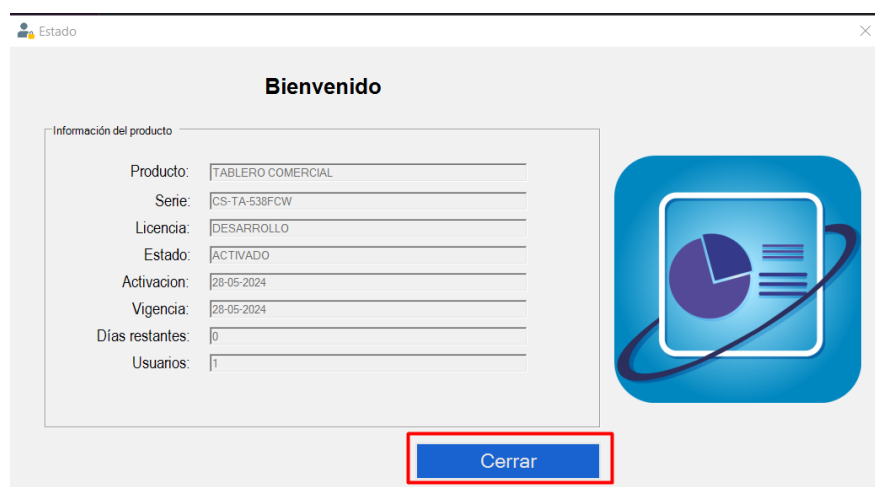 Estado
Bienvenido
Información del producto
Producto: TABLERO COMERCIAL
Serie: CS-TA-538FCW
Licencia: DESARROLLO
Estado: ACTIVADO
Activacion: 28-05-2024
Vigencia: 28-05-2024
Días restantes: 0
Usuarios: 1
Cerrar